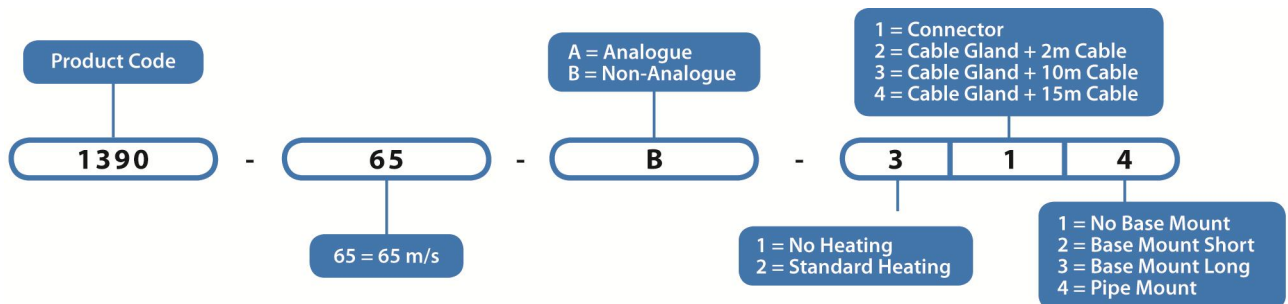 Product Code
A = Analogue
B = Non-Analogue
1 = Connector
2 = Cable Gland + 2m Cable
3 = Cable Gland + 10m Cable
4 = Cable Gland + 15m Cable
1390 - 65 - B - 3 1 4
65 = 65 m/s
1 = No Heating
2 = Standard Heating
1 = No Base Mount
2 = Base Mount Short
3 = Base Mount Long
4 = Pipe Mount